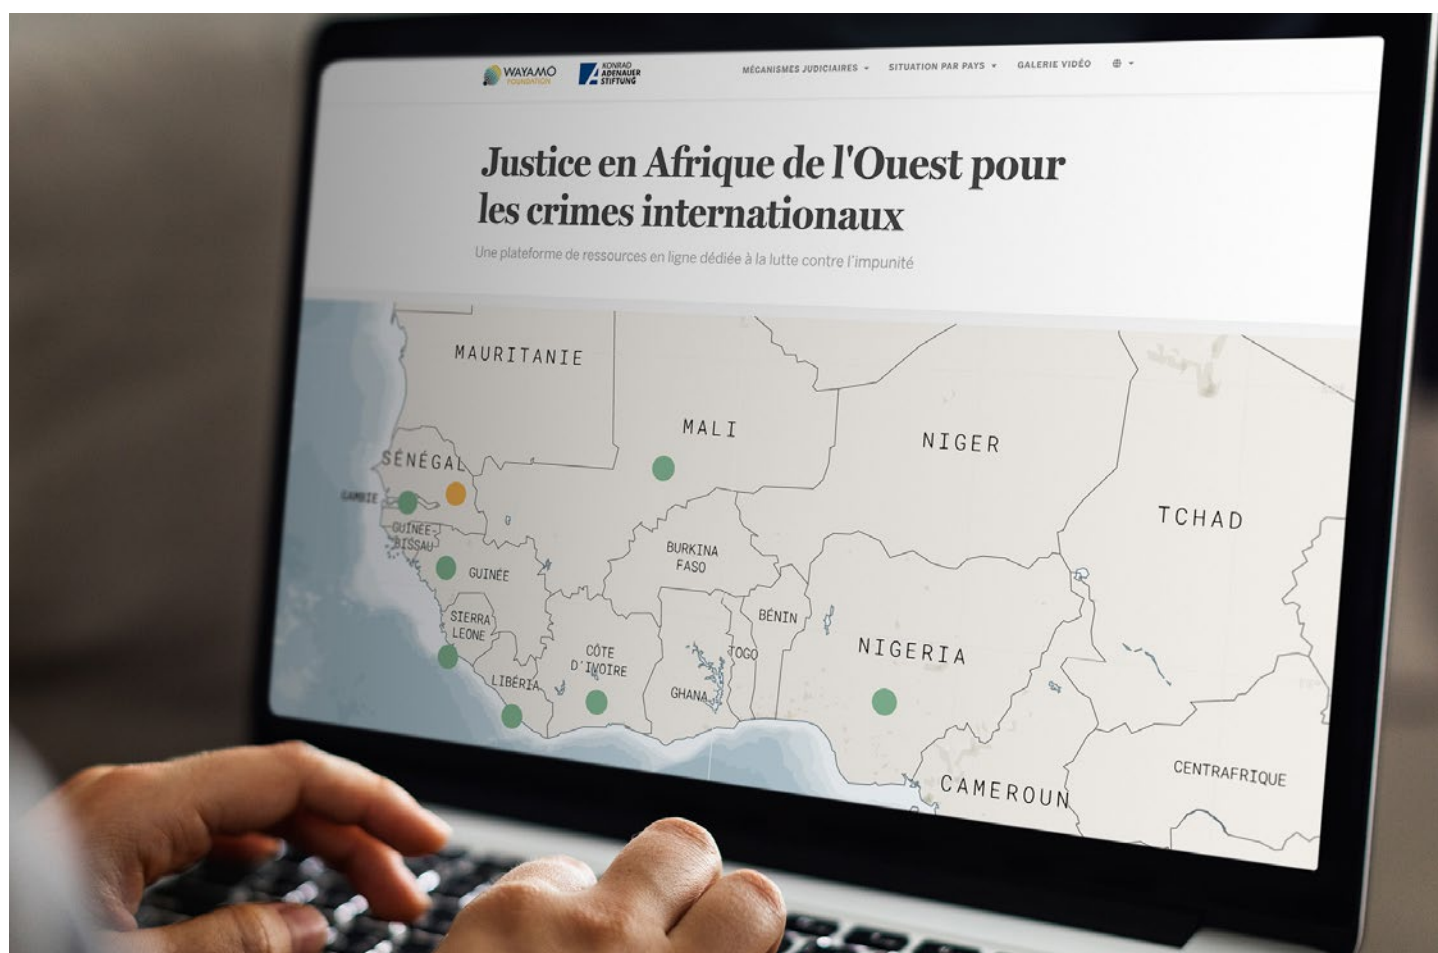 WAYAMO
FOUNDATION
KONRAD
ADENAUER
STIFTUNG
MÉCANISMES JUDICIAIRES
SITUATION PAR PAYS
GALERIE VIDÉO
Justice en Afrique de l'Ouest pour
les crimes internationaux
Une plateforme de ressources en ligne dédiée à la lutte contre l'impunité
MAURITANIE
MALI
NIGER
SÉNÉGAL
GAMBIE
TCHAD
GUINÉE-
BISSAU
BURKINA
FASO
GUINÉE
SIERRA
LEONE
BÉNIN
CÔTE
D'IVOIRE
TOGO
NIGERIA
LIBÉRIA
GHANA
CENTRAFRIQUE
CAMEROUN